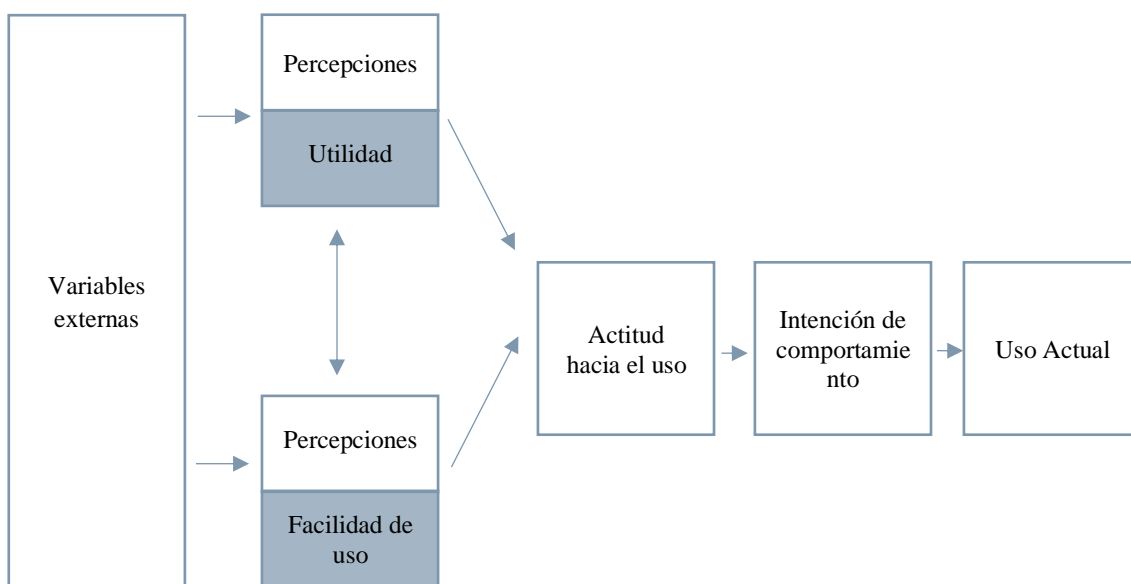 Variables
externas
Percepciones
Utilidad
Percepciones
Facilidad de
uso
Actitud
hacia el uso
Intención de
comportamie
nto
Uso Actual